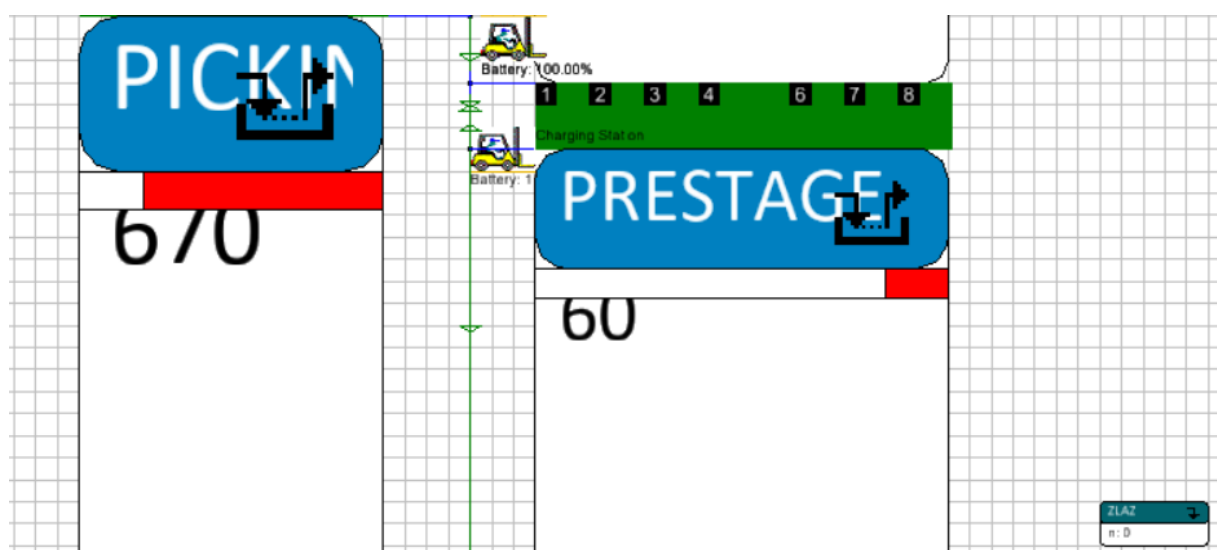 PICKIN
Battery: 100.00%
1 2 3 4 6 7 8
Charging Station
Battery: 1
PRESTAGE
670
60
ZLAZ
n: 0